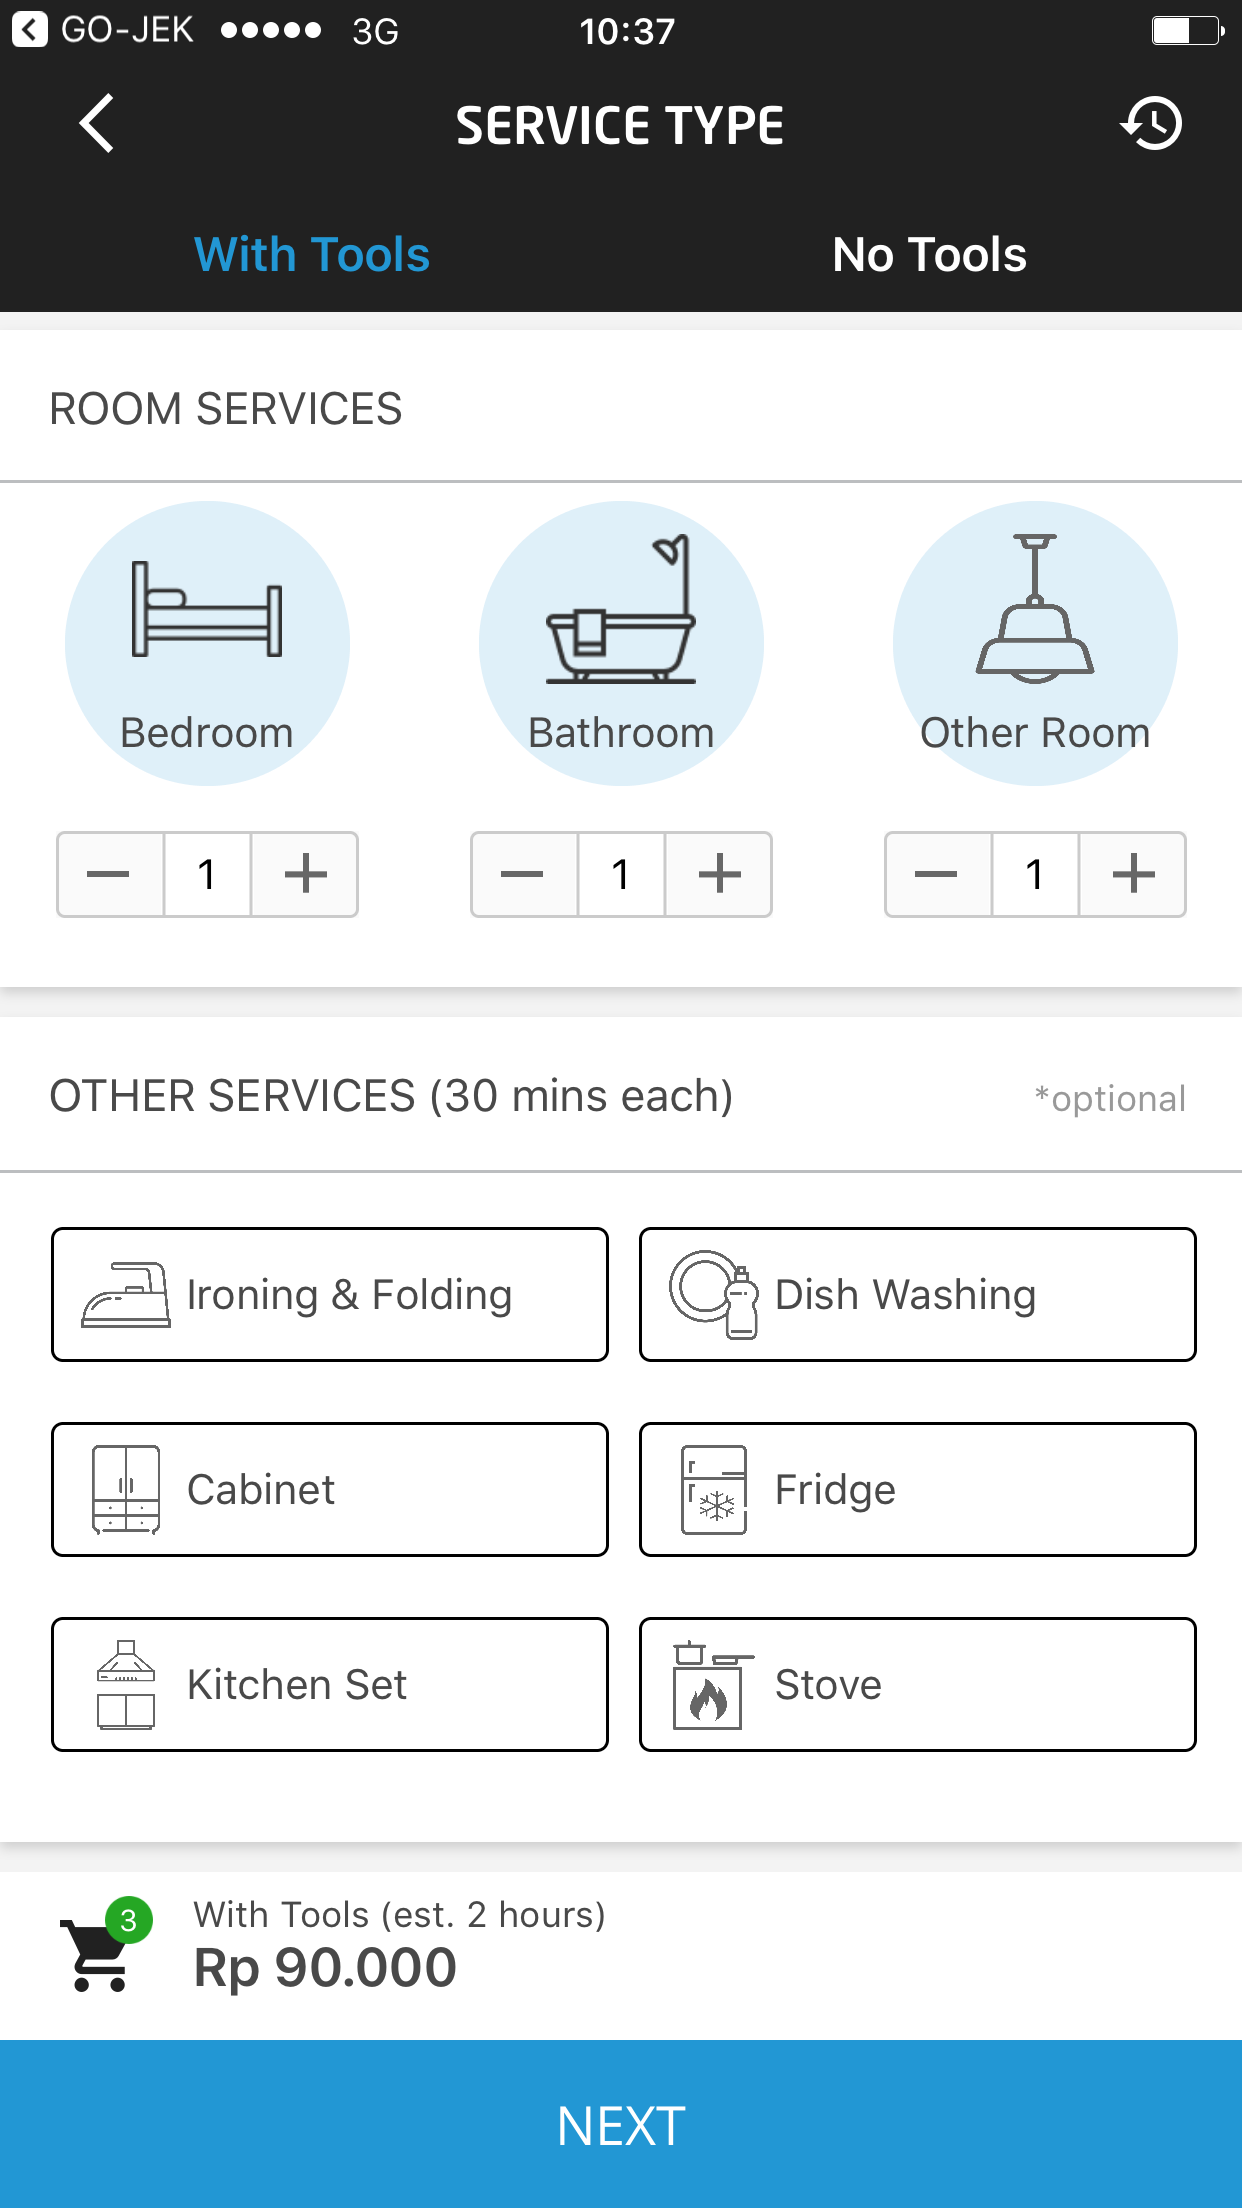 GO-JEK 3G 10:37
SERVICE TYPE
With Tools No Tools
ROOM SERVICES
Bedroom Bathroom Other Room
1 1 1
OTHER SERVICES (30 mins each) *optional
Ironing & Folding Dish Washing
Cabinet Fridge
Kitchen Set Stove
3 With Tools (est. 2 hours)
Rp 90.000
NEXT